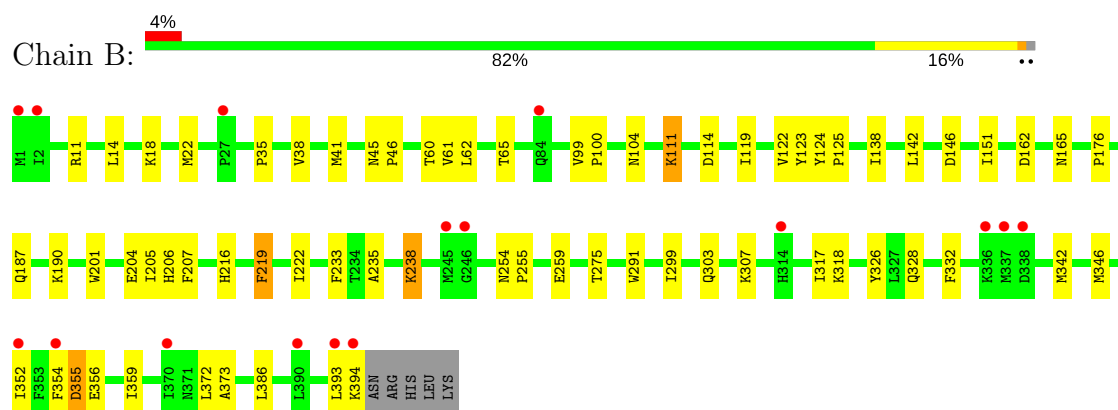 4%
Chain B:
82% 16% ••
M1 I2 R11 L14 K18 M22 P27 P35 V38 M41 N45 P46 T60 V61 L62 T65 Q84 V99 P100 N104 K111 D114 I119 V122 Y123 Y124 P125 I138 L142 D146 I151 D162 N165 P176
Q187 K190 W201 E204 I205 H206 F207 H216 F219 I222 F233 T234 A235 K238 M245 G246 N254 P255 E259 T275 W291 I299 Q303 K307 H314 I317 K318 Y326 L327 Q328 F332 K336 M337 D338 M342 M346
I352 F353 F354 D355 E356 I359 I370 N371 L372 A373 L386 L390 L393 K394 ASN ARG HIS LEU LYS